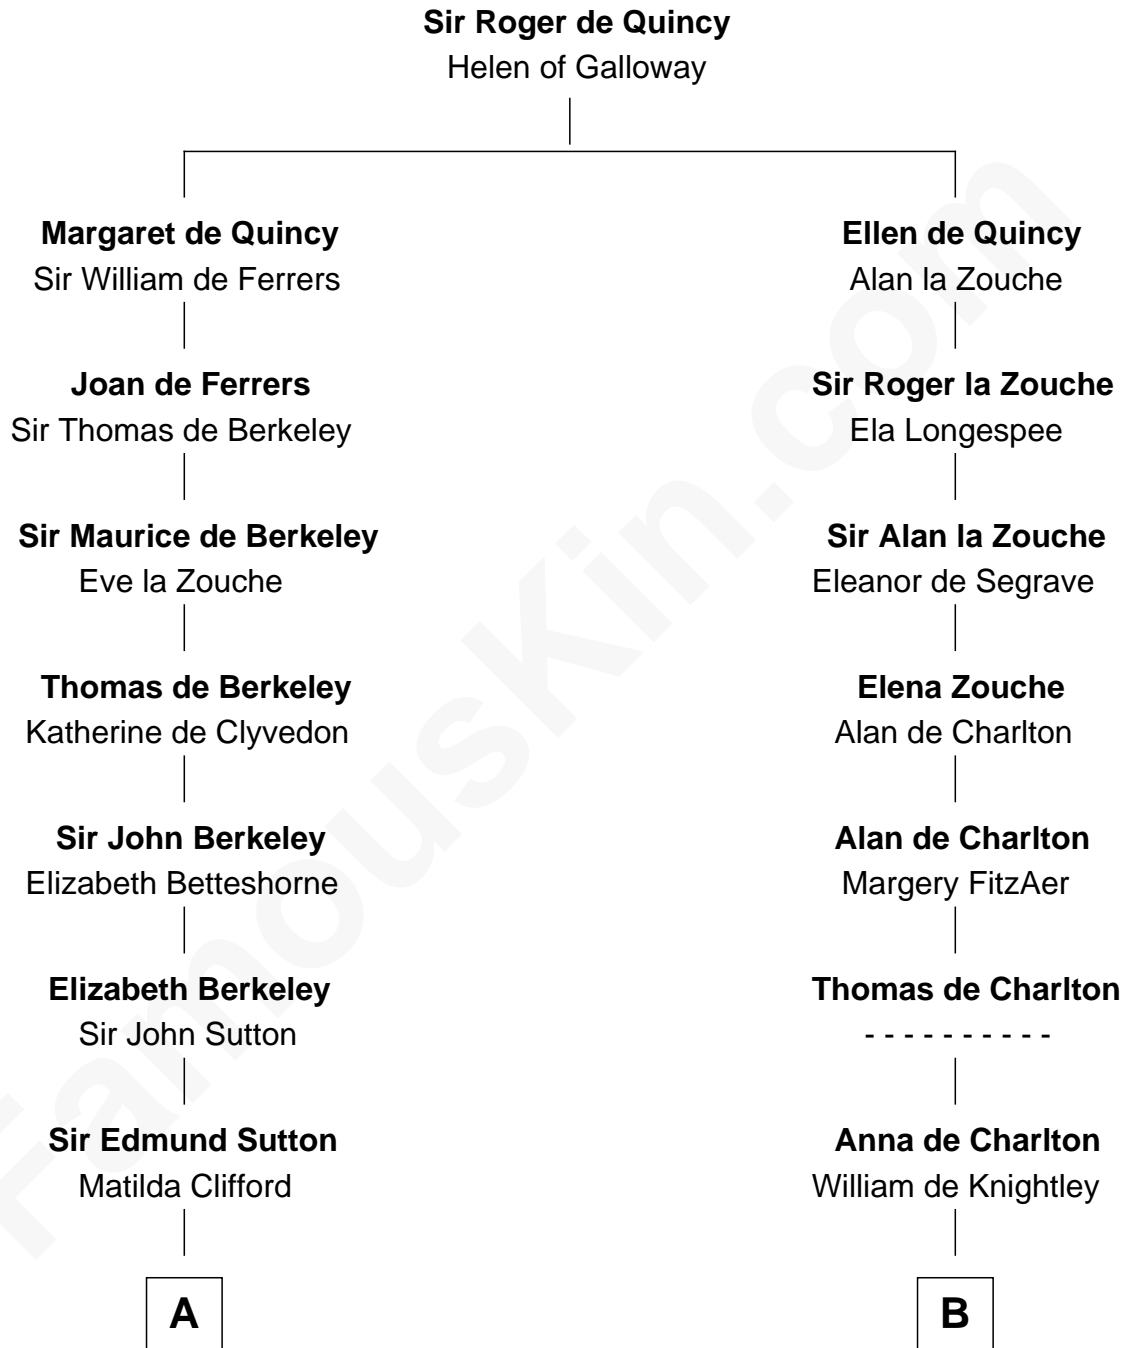 Sir Roger de Quincy
Helen of Galloway
Margaret de Quincy
Sir William de Ferrers
Ellen de Quincy
Alan la Zouche
Joan de Ferrers
Sir Thomas de Berkeley
Sir Roger la Zouche
Ela Longespee
Sir Maurice de Berkeley
Eve la Zouche
Sir Alan la Zouche
Eleanor de Segrave
Thomas de Berkeley
Katherine de Clyvedon
Elena Zouche
Alan de Charlton
Sir John Berkeley
Elizabeth Betteshorne
Alan de Charlton
Margery FitzAer
Elizabeth Berkeley
Sir John Sutton
Thomas de Charlton
- - - - - - - - - -
Sir Edmund Sutton
Matilda Clifford
Anna de Charlton
William de Knightley
A
B
FamousKin.com